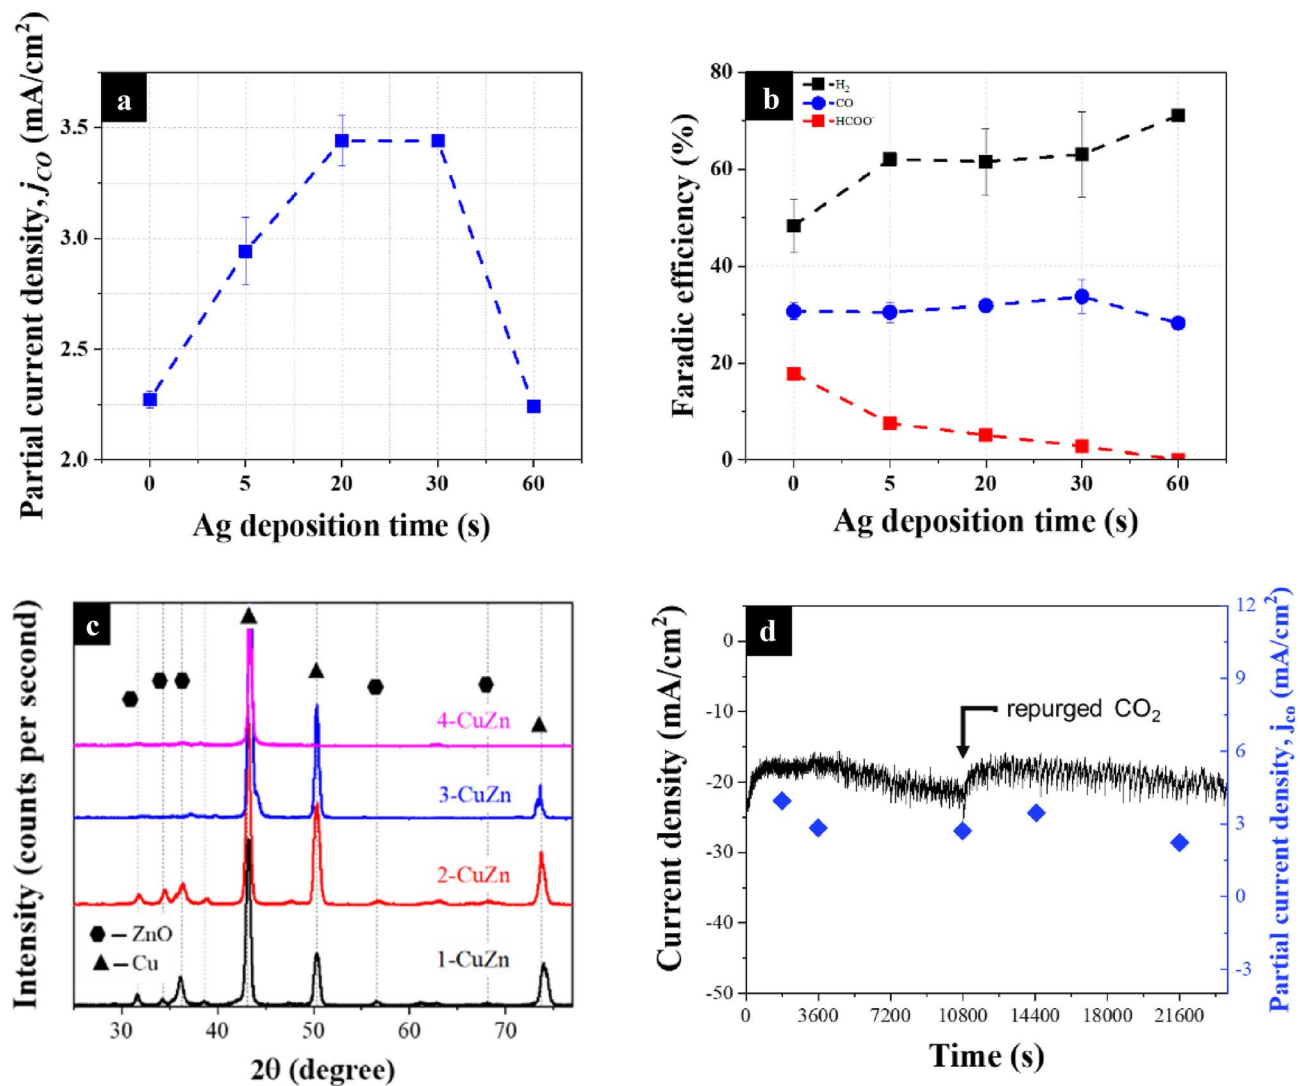 a
Partial current density, jCO (mA/cm²)
3.5
3.0
2.5
2.0
0 5 20 30 60
Ag deposition time (s)
b
H₂
CO
HCOO⁻
Faradic efficiency (%)
80
60
40
20
0
0 5 20 30 60
Ag deposition time (s)
c
Intensity (counts per second)
4-CuZn
3-CuZn
2-CuZn
1-CuZn
– ZnO
– Cu
30 40 50 60 70
2θ (degree)
d
Current density (mA/cm²)
0
-10
-20
-30
-40
-50
repurged CO₂
12
9
6
3
0
-3
Partial current density, jco (mA/cm²)
0 3600 7200 10800 14400 18000 21600
Time (s)